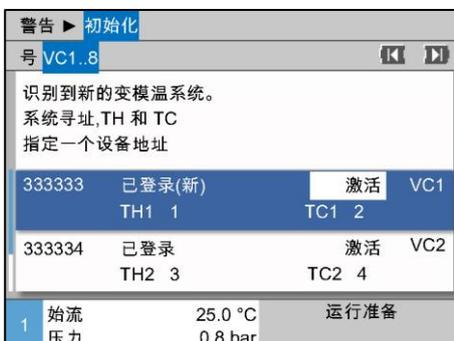 警告 ► 初始化
号 VC1..8
识别到新的变模温系统。
系统寻址,TH 和 TC
指定一个设备地址
333333 已登录(新) 激活 VC1
TH1 1 TC1 2
333334 已登录 激活 VC2
TH2 3 TC2 4
1 始流 25.0 °C 运行准备
压力 0.8 bar